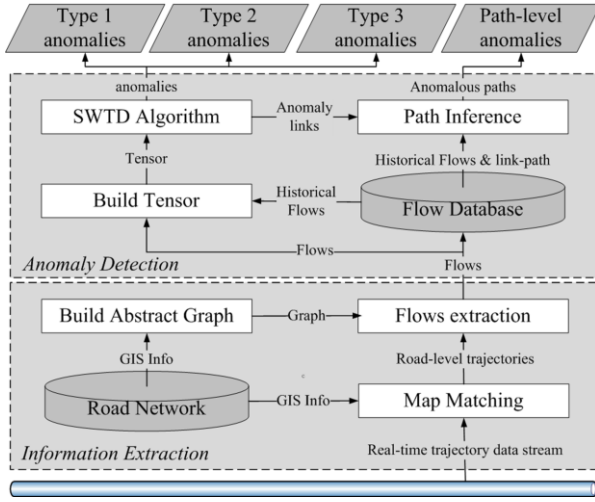 Type 1
anomalies
Type 2
anomalies
Type 3
anomalies
Path-level
anomalies
anomalies
Anomalous paths
SWTD Algorithm
Anomaly
links
Path Inference
Tensor
Historical Flows & link-path
Build Tensor
Historical
Flows
Flow Database
Flows
Anomaly Detection
Flows
Build Abstract Graph
Graph
Flows extraction
GIS Info
Road-level trajectories
Road Network
GIS Info
Map Matching
Information Extraction
Real-time trajectory data stream